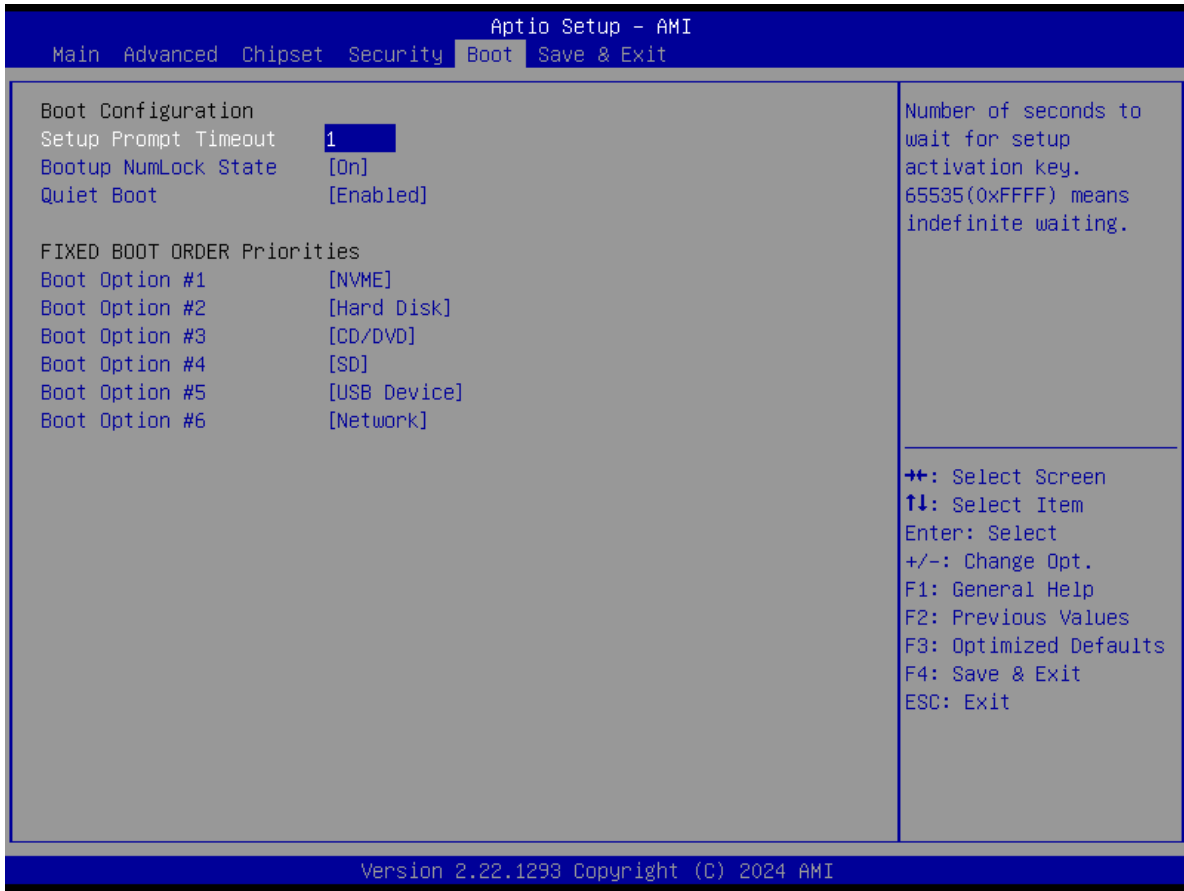 Aptio Setup – AMI
Main Advanced Chipset Security Boot Save & Exit
Boot Configuration
Setup Prompt Timeout 1
Bootup NumLock State [On]
Quiet Boot [Enabled]
FIXED BOOT ORDER Priorities
Boot Option #1 [NVME]
Boot Option #2 [Hard Disk]
Boot Option #3 [CD/DVD]
Boot Option #4 [SD]
Boot Option #5 [USB Device]
Boot Option #6 [Network]
Number of seconds to
wait for setup
activation key.
65535(0xFFFF) means
indefinite waiting.
→←: Select Screen
↑↓: Select Item
Enter: Select
+/-: Change Opt.
F1: General Help
F2: Previous Values
F3: Optimized Defaults
F4: Save & Exit
ESC: Exit
Version 2.22.1293 Copyright (C) 2024 AMI